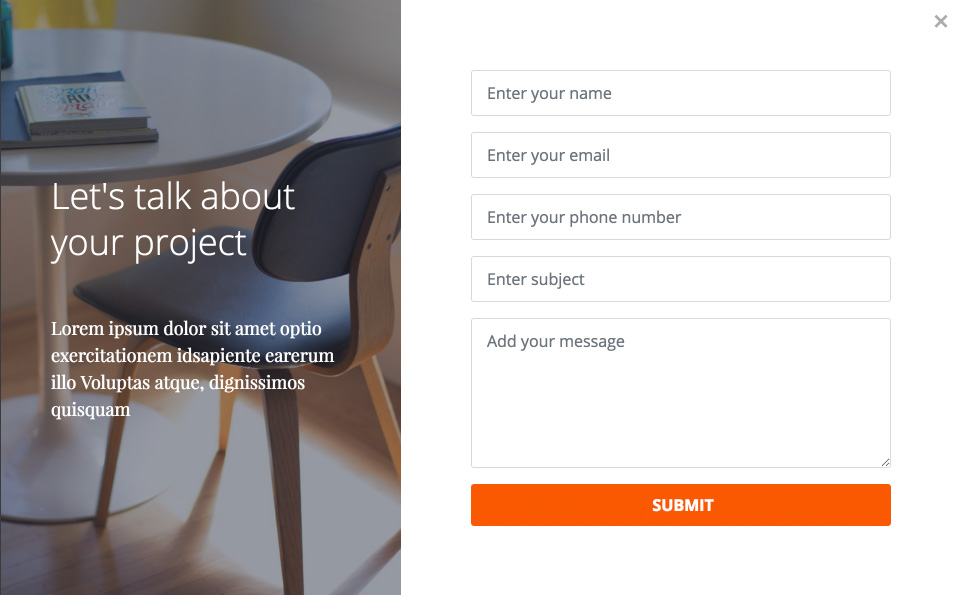 Let's talk about
your project
Lorem ipsum dolor sit amet optio
exercitationem idsapiente earerum
illo Voluptas atque, dignissimos
quisquam
×
Enter your name
Enter your email
Enter your phone number
Enter subject
Add your message
SUBMIT